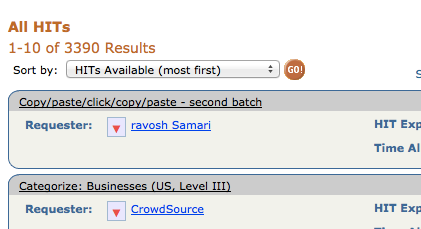 All HITs
1-10 of 3390 Results
Sort by: HITs Available (most first) GO!
Copy/paste/click/copy/paste - second batch
Requester: ravosh Samari HIT Exp
Time Al
Categorize: Businesses (US, Level III)
Requester: CrowdSource HIT Exp